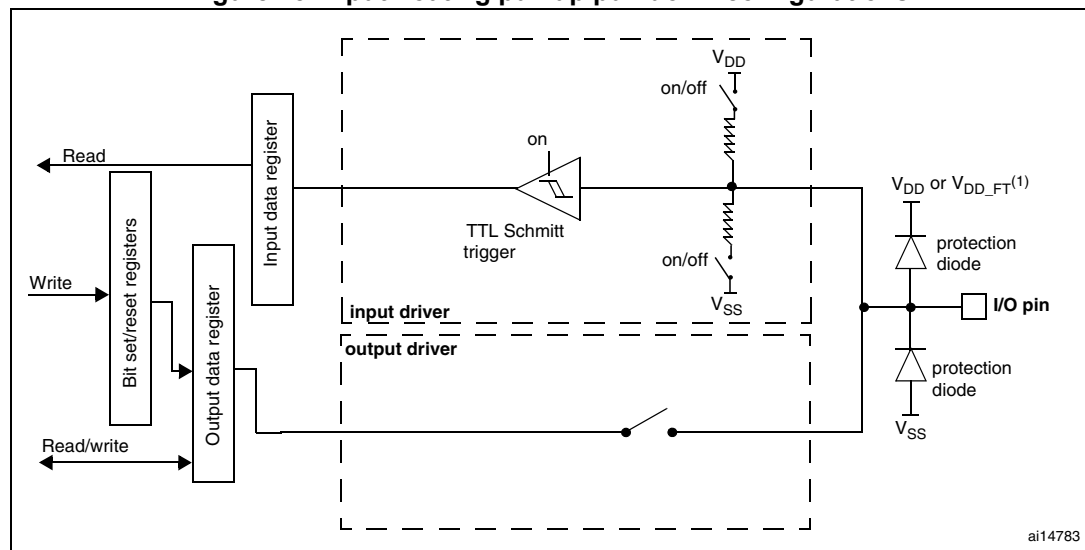 on/off
V_DD
on
Read
Input data register
TTL Schmitt
trigger
on/off
V_SS
V_DD or V_DD_FT(1)
protection
diode
I/O pin
protection
diode
V_SS
Write
Bit set/reset registers
Output data register
Read/write
input driver
output driver
ai14783